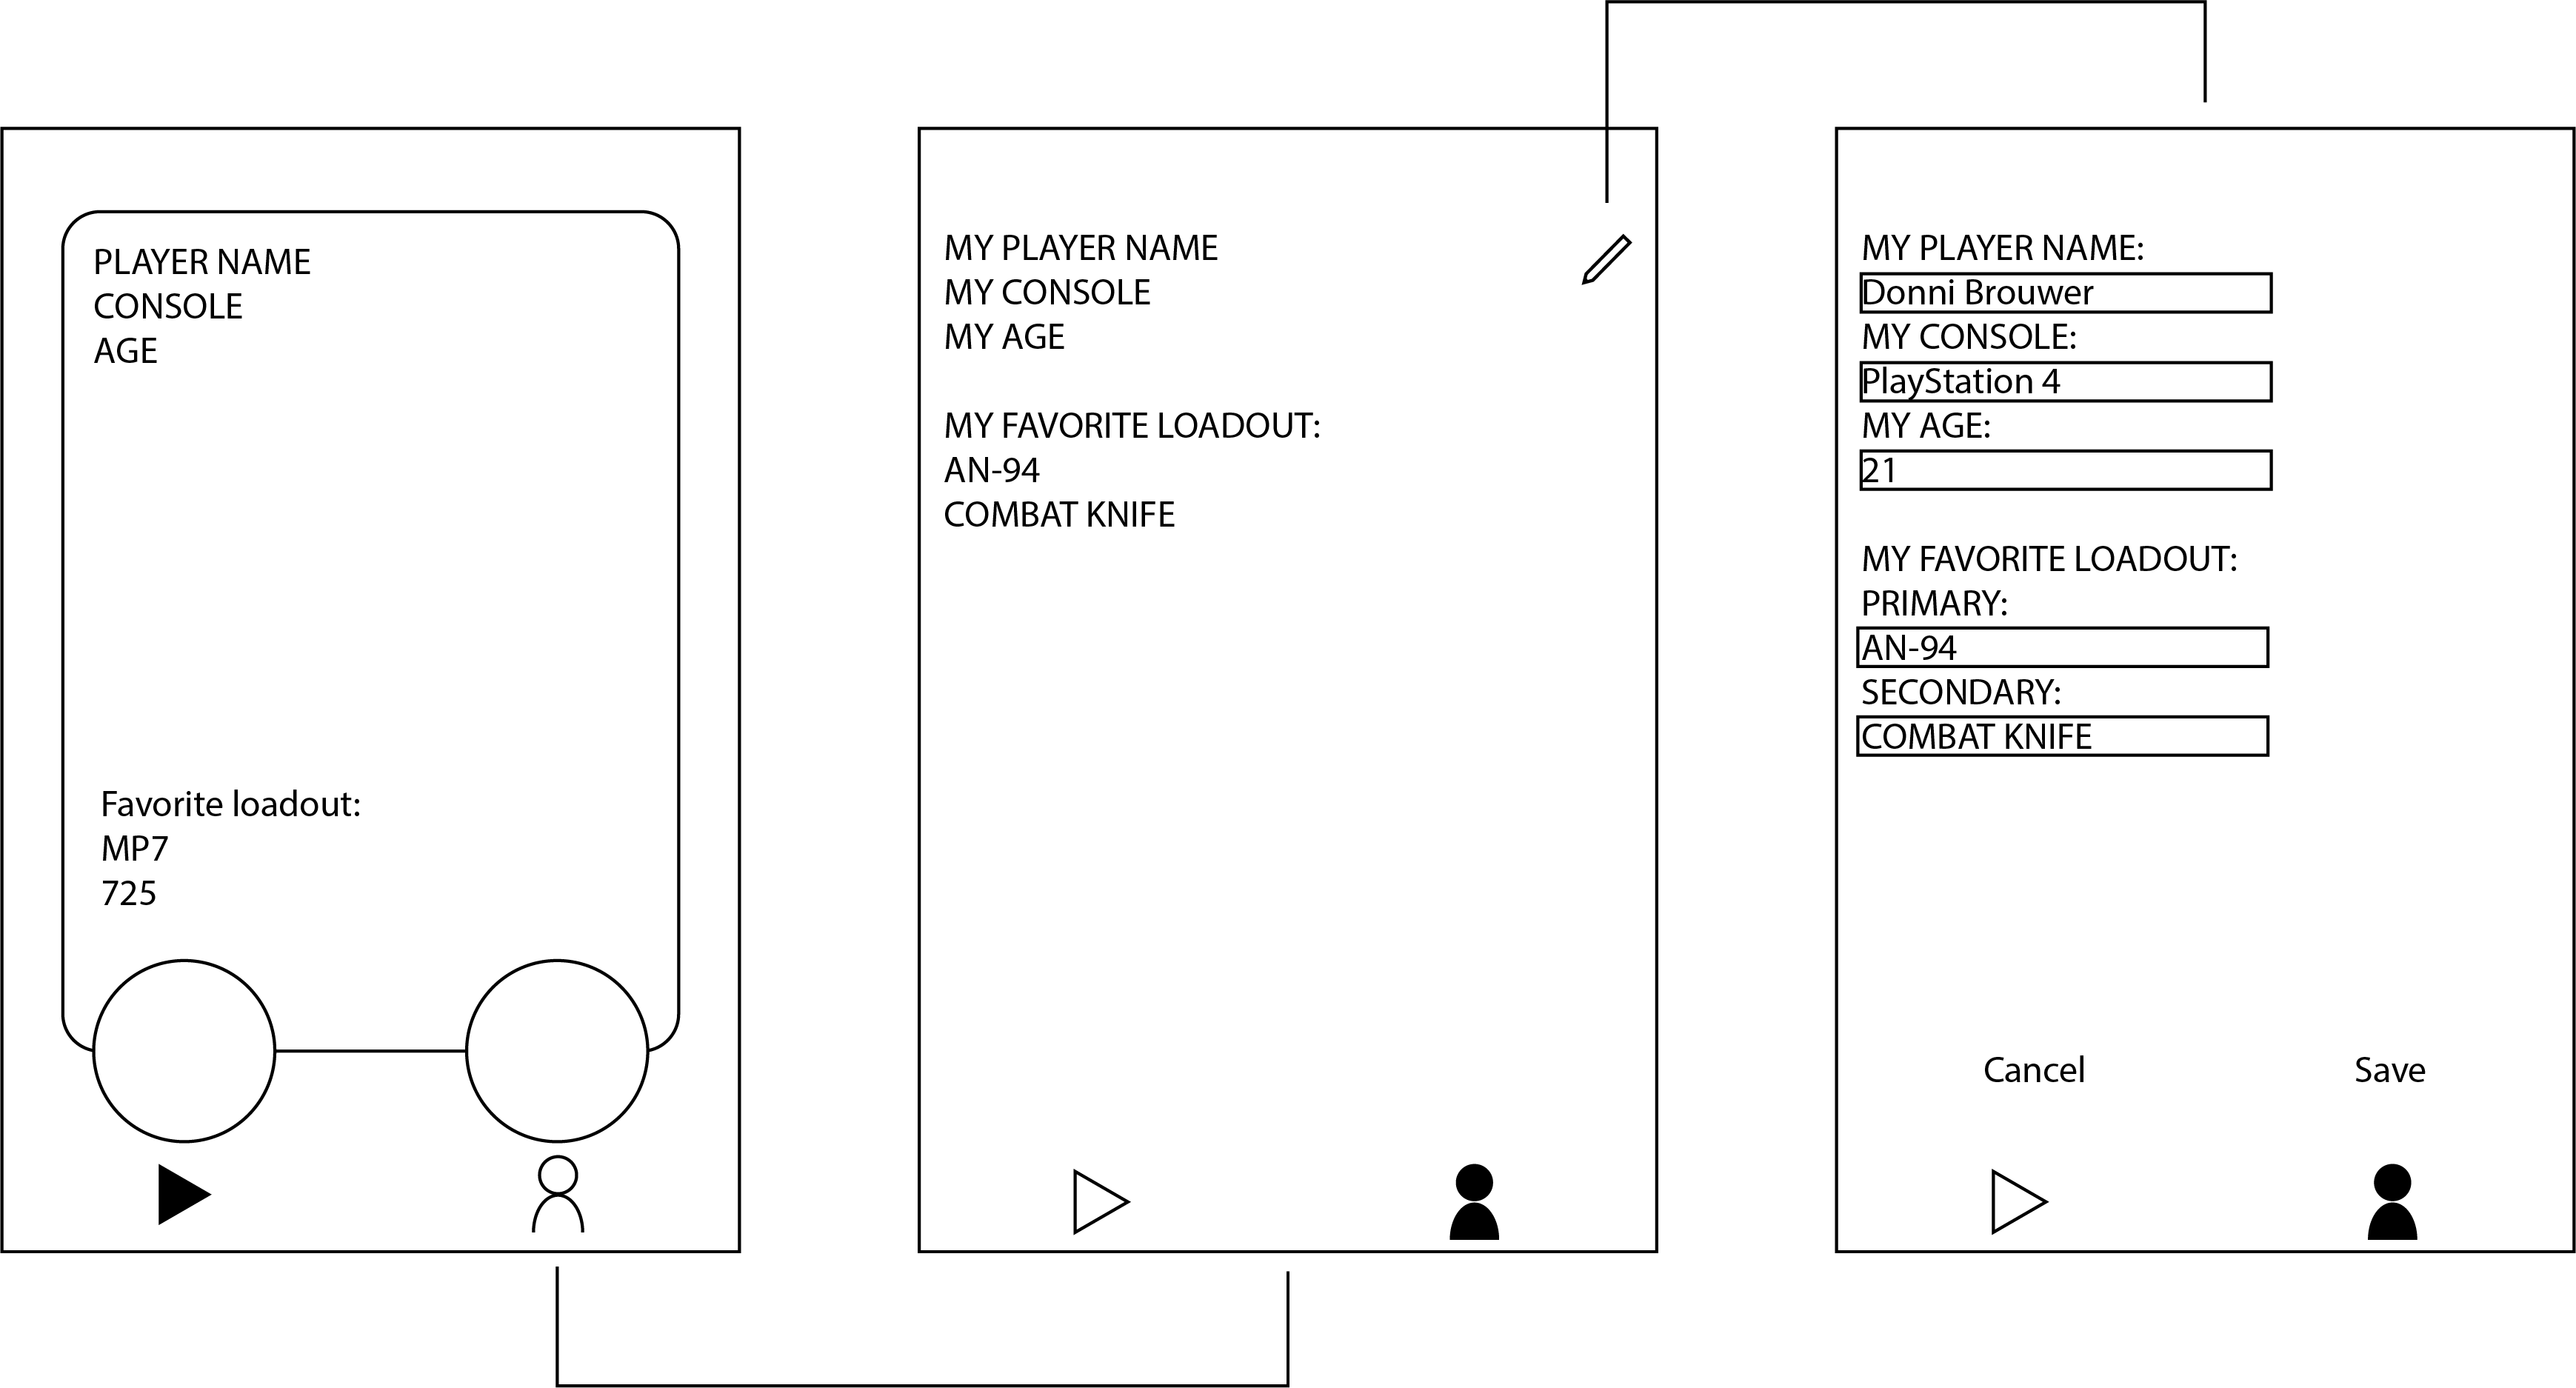 PLAYER NAME
CONSOLE
AGE
Favorite loadout:
MP7
725
MY PLAYER NAME
MY CONSOLE
MY AGE
MY FAVORITE LOADOUT:
AN-94
COMBAT KNIFE
MY PLAYER NAME:
Donni Brouwer
MY CONSOLE:
PlayStation 4
MY AGE:
21
MY FAVORITE LOADOUT:
PRIMARY:
AN-94
SECONDARY:
COMBAT KNIFE
Cancel
Save